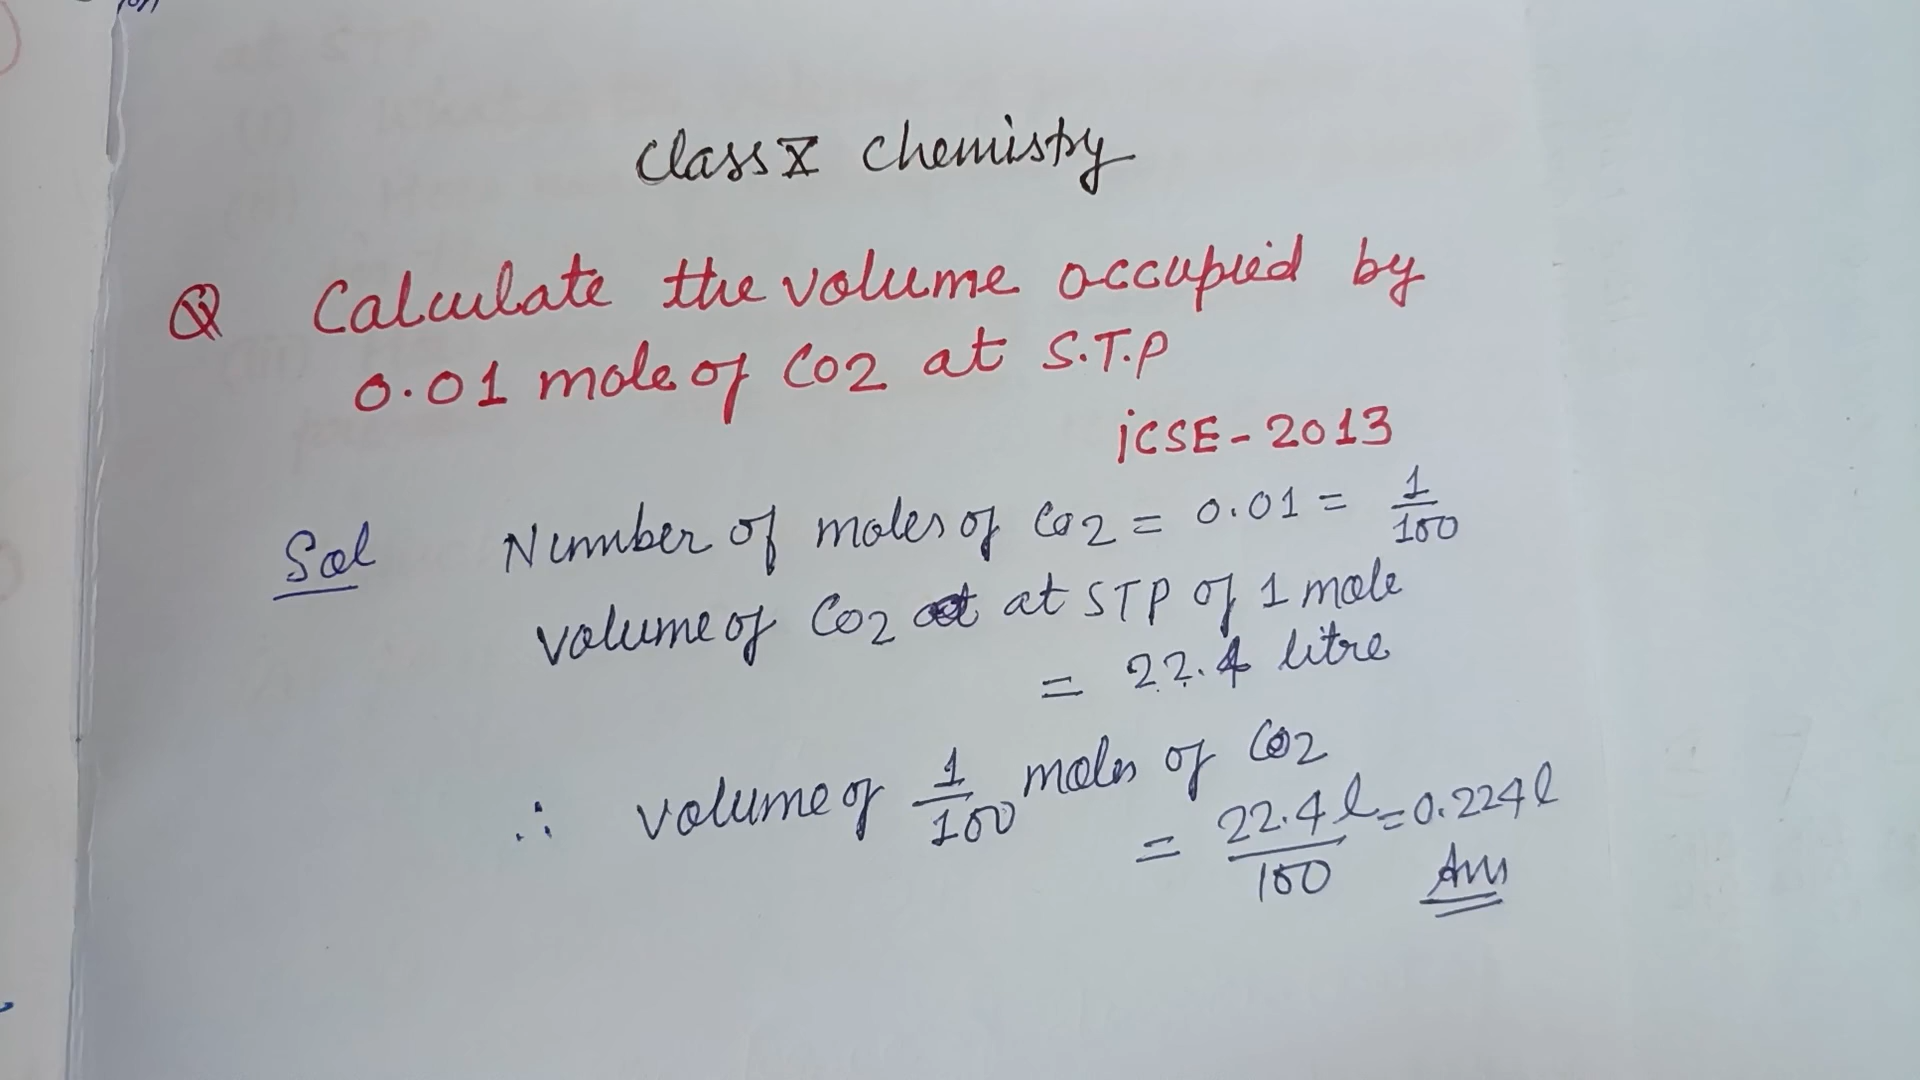 Class X Chemistry
Q Calculate the volume occupied by
0.01 mole of CO2 at S.T.P
iCSE - 2013
Sol Number of moles of CO2 = 0.01 = 1/100
volume of CO2 at at STP of 1 mole
= 22.4 litre
∴ volume of 1/100 moles of CO2
= 22.4 l/100 = 0.224 l
Ans